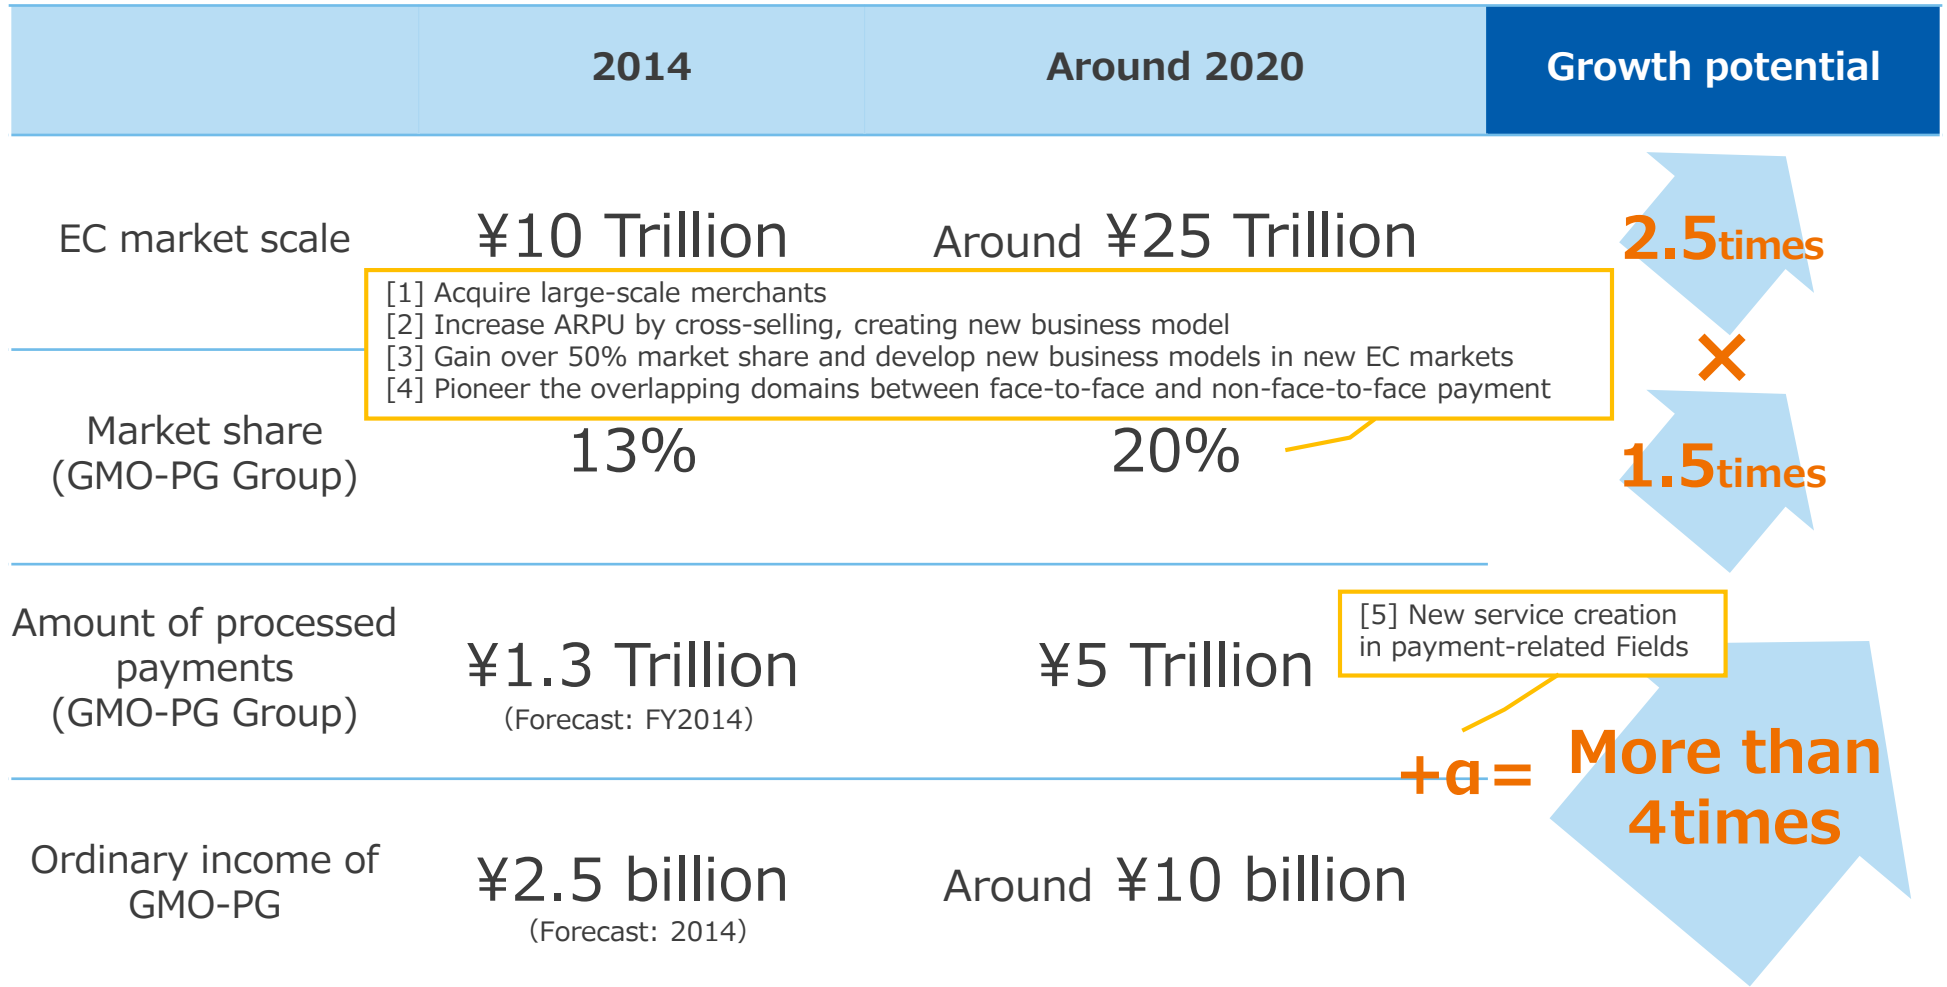 2014
Around 2020
Growth potential
EC market scale
¥10 Trillion
Around ¥25 Trillion
2.5times
[1] Acquire large-scale merchants
[2] Increase ARPU by cross-selling, creating new business model
[3] Gain over 50% market share and develop new business models in new EC markets
[4] Pioneer the overlapping domains between face-to-face and non-face-to-face payment
×
Market share
(GMO-PG Group)
13%
20%
1.5times
Amount of processed
payments
(GMO-PG Group)
¥1.3 Trillion
(Forecast: FY2014)
¥5 Trillion
[5] New service creation
in payment-related Fields
+α=
More than
4times
Ordinary income of
GMO-PG
¥2.5 billion
(Forecast: 2014)
Around ¥10 billion